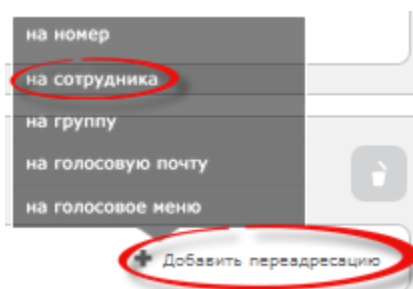 на номер
на сотрудника
на группу
на голосовую почту
на голосовое меню
Добавить переадресацию